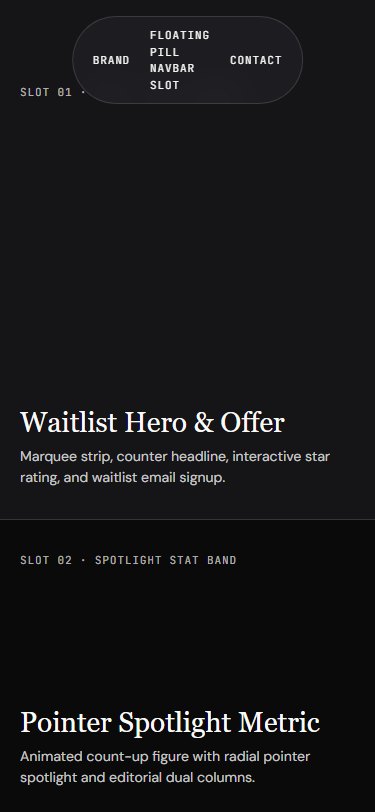 BRAND
FLOATING
PILL
NAVBAR
SLOT
CONTACT
SLOT 01 ·
Waitlist Hero & Offer
Marquee strip, counter headline, interactive star
rating, and waitlist email signup.
SLOT 02 · SPOTLIGHT STAT BAND
Pointer Spotlight Metric
Animated count-up figure with radial pointer
spotlight and editorial dual columns.